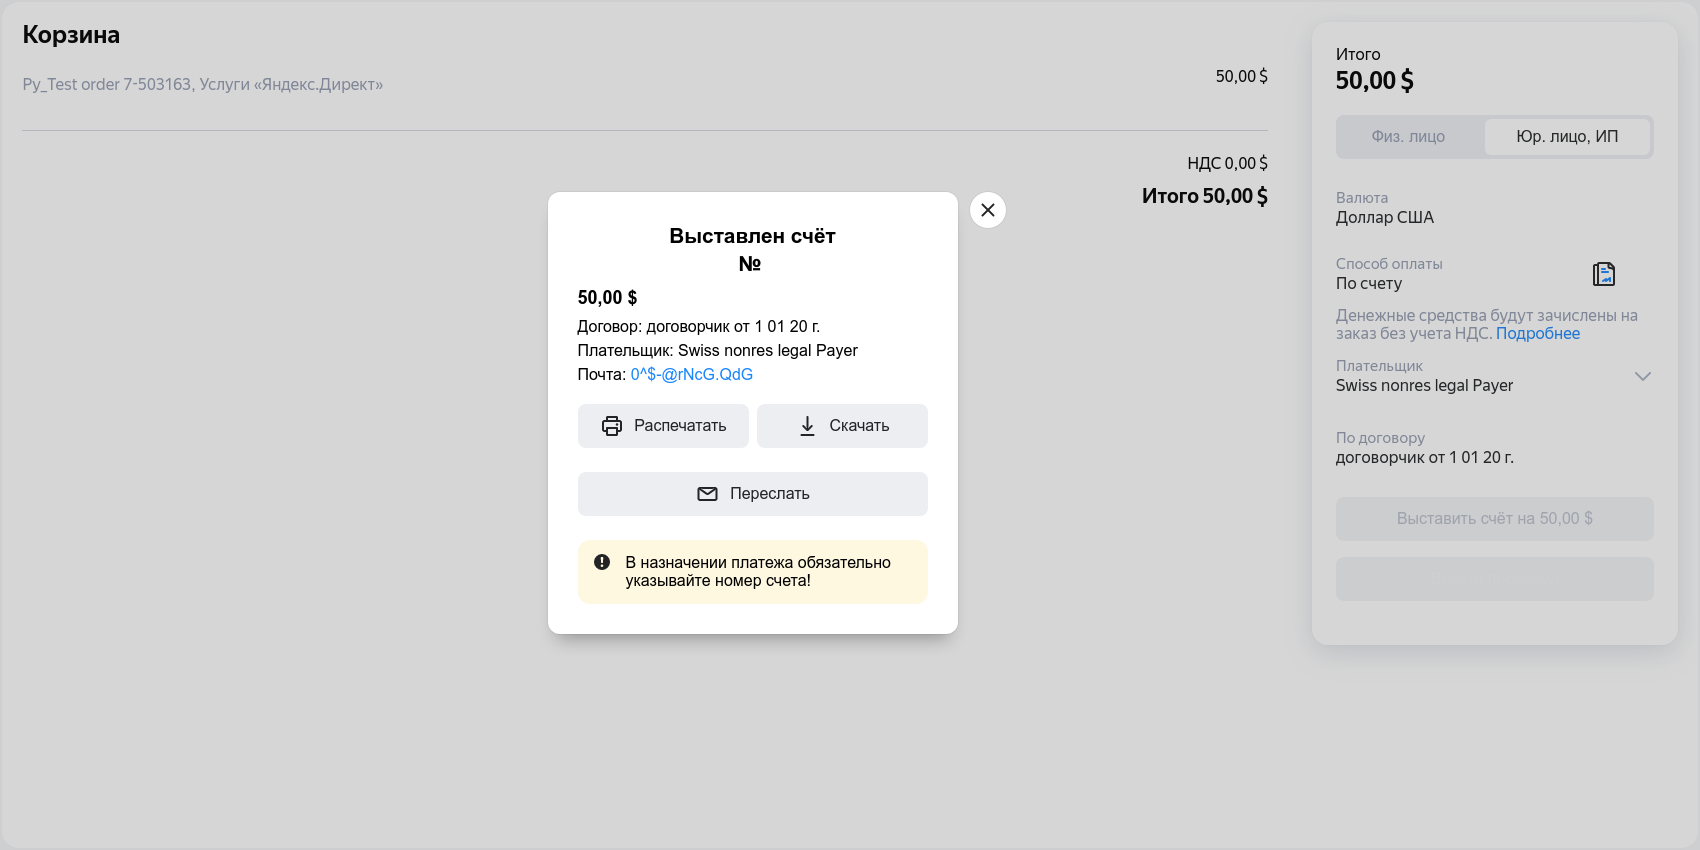 Корзина
Py_Test order 7-503163, Услуги «Яндекс.Директ»
50,00 $
НДС 0,00 $
Итого 50,00 $
Выставлен счёт
№
50,00 $
Договор: договорчик от 1 01 20 г.
Плательщик: Swiss nonres legal Payer
Почта: 0^$-@rNcG.QdG
Распечатать
Скачать
Переслать
В назначении платежа обязательно
указывайте номер счета!
Итого
50,00 $
Физ. лицо
Юр. лицо, ИП
Валюта
Доллар США
Способ оплаты
По счету
Денежные средства будут зачислены на
заказ без учета НДС. Подробнее
Плательщик
Swiss nonres legal Payer
По договору
договорчик от 1 01 20 г.
Выставить счёт на 50,00 $